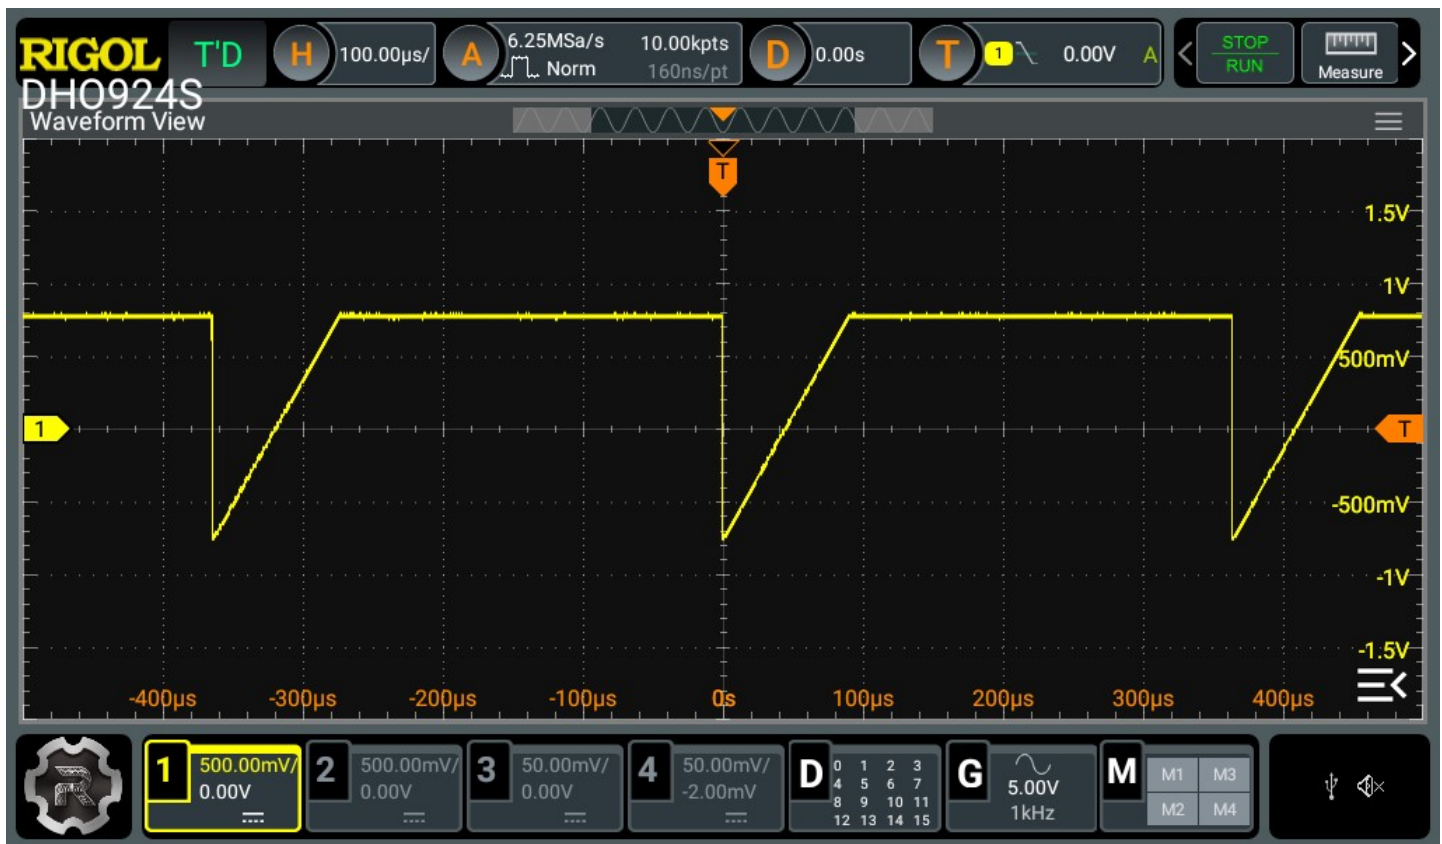 RIGOL T'D H 100.00µs/ A 6.25MSa/s 10.00kpts D 0.00s T 1 0.00V A STOP
Norm 160ns/pt RUN Measure
DHO924S
Waveform View
T
1.5V
1V
500mV
1 T
-500mV
-1V
-1.5V
-400µs -300µs -200µs -100µs 0s 100µs 200µs 300µs 400µs
R
1 500.00mV/ 2 500.00mV/ 3 50.00mV/ 4 50.00mV/ D 0 1 2 3 G M M1 M3
0.00V 0.00V 0.00V -2.00mV 4 5 6 7 5.00V
8 9 10 11 1kHz M2 M4
12 13 14 15